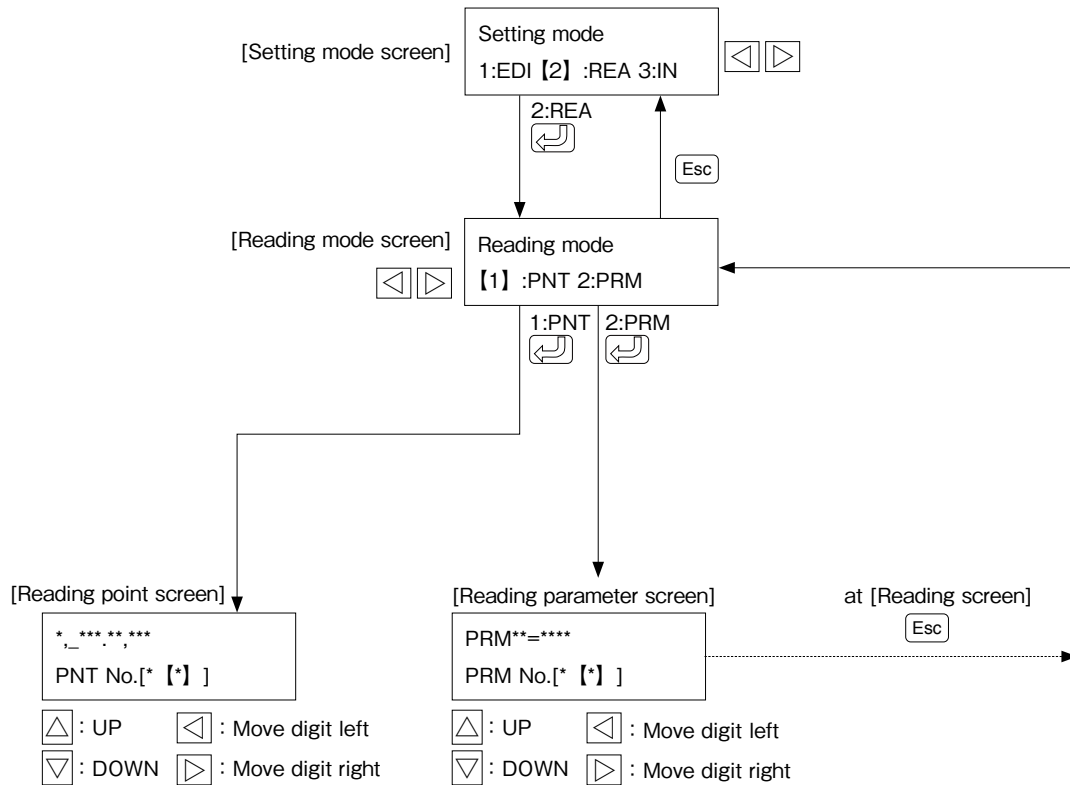 [Setting mode screen]
Setting mode
1:EDI【2】:REA 3:IN
2:REA
Esc
[Reading mode screen]
Reading mode
【1】:PNT 2:PRM
1:PNT 2:PRM
[Reading point screen]
*,_***.**,***
PNT No.[*【*】]
: UP : Move digit left
: DOWN : Move digit right
[Reading parameter screen]
PRM**=****
PRM No.[*【*】]
: UP : Move digit left
: DOWN : Move digit right
at [Reading screen]
Esc